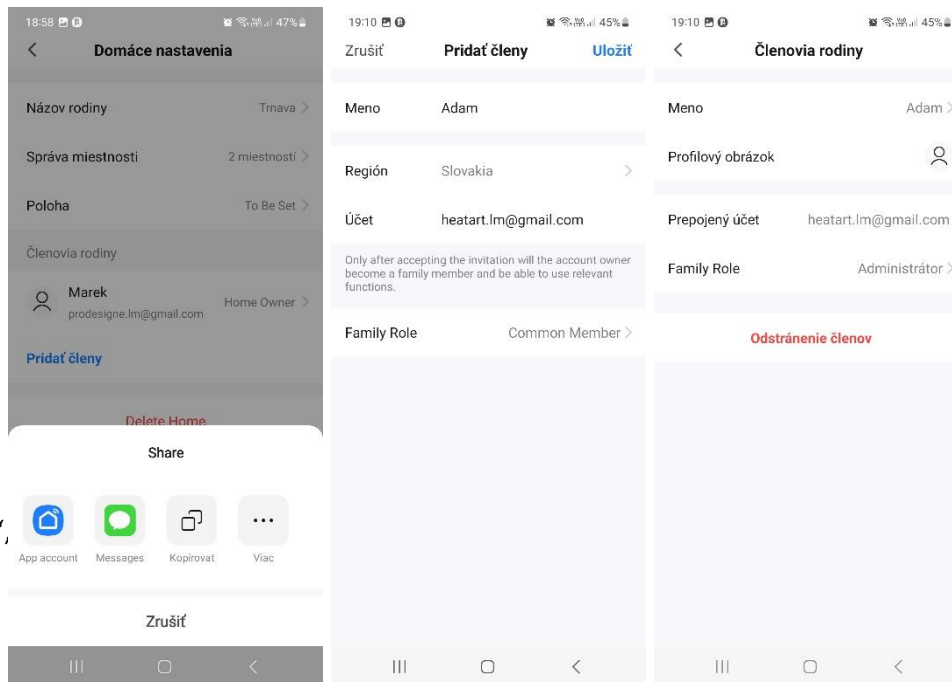 18:58
47%
Domáce nastavenia
Názov rodiny Trnava
Správa miestností 2 miestností
Poloha To Be Set
Členovia rodiny
Marek
prodesigne.lm@gmail.com
Home Owner
Pridať členy
Delete Home
Share
App account Messages Kopírovat Viac
Zrušiť
19:10
45%
Zrušiť Pridať členy Uložiť
Meno Adam
Región Slovakia
Účet heatart.lm@gmail.com
Only after accepting the invitation will the account owner
become a family member and be able to use relevant
functions.
Family Role Common Member
19:10
45%
Členovia rodiny
Meno Adam
Profilový obrázok
Prepojený účet heatart.lm@gmail.com
Family Role Administrátor
Odstránenie členov